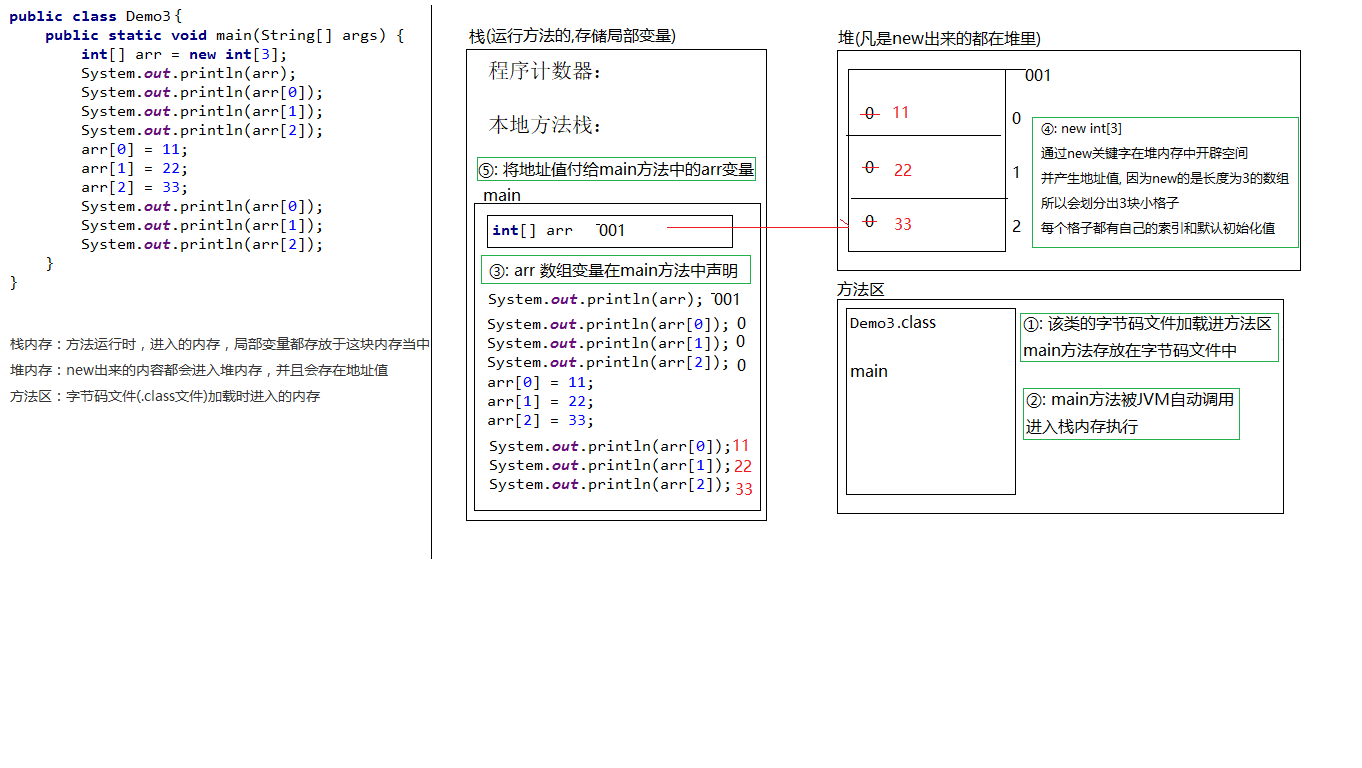 public class Demo3{
public static void main(String[] args) {
int[] arr = new int[3];
System.out.println(arr);
System.out.println(arr[0]);
System.out.println(arr[1]);
System.out.println(arr[2]);
arr[0] = 11;
arr[1] = 22;
arr[2] = 33;
System.out.println(arr[0]);
System.out.println(arr[1]);
System.out.println(arr[2]);
}
}
栈内存：方法运行时，进入的内存，局部变量都存放于这块内存当中
堆内存：new出来的内容都会进入堆内存，并且会存在地址值
方法区：字节码文件(.class文件)加载时进入的内存
栈(运行方法的,存储局部变量)
程序计数器：
本地方法栈：
⑤: 将地址值付给main方法中的arr变量
main
int[] arr 001
③: arr 数组变量在main方法中声明
System.out.println(arr); 001
System.out.println(arr[0]); 0
System.out.println(arr[1]); 0
System.out.println(arr[2]); 0
arr[0] = 11;
arr[1] = 22;
arr[2] = 33;
System.out.println(arr[0]);11
System.out.println(arr[1]);22
System.out.println(arr[2]);33
堆(凡是new出来的都在堆里)
001
0 11 0
0 22 1
0 33 2
④: new int[3]
通过new关键字在堆内存中开辟空间
并产生地址值, 因为new的是长度为3的数组
所以会划分出3块小格子
每个格子都有自己的索引和默认初始化值
方法区
Demo3.class
main
①: 该类的字节码文件加载进方法区
main方法存放在字节码文件中
②: main方法被JVM自动调用
进入栈内存执行